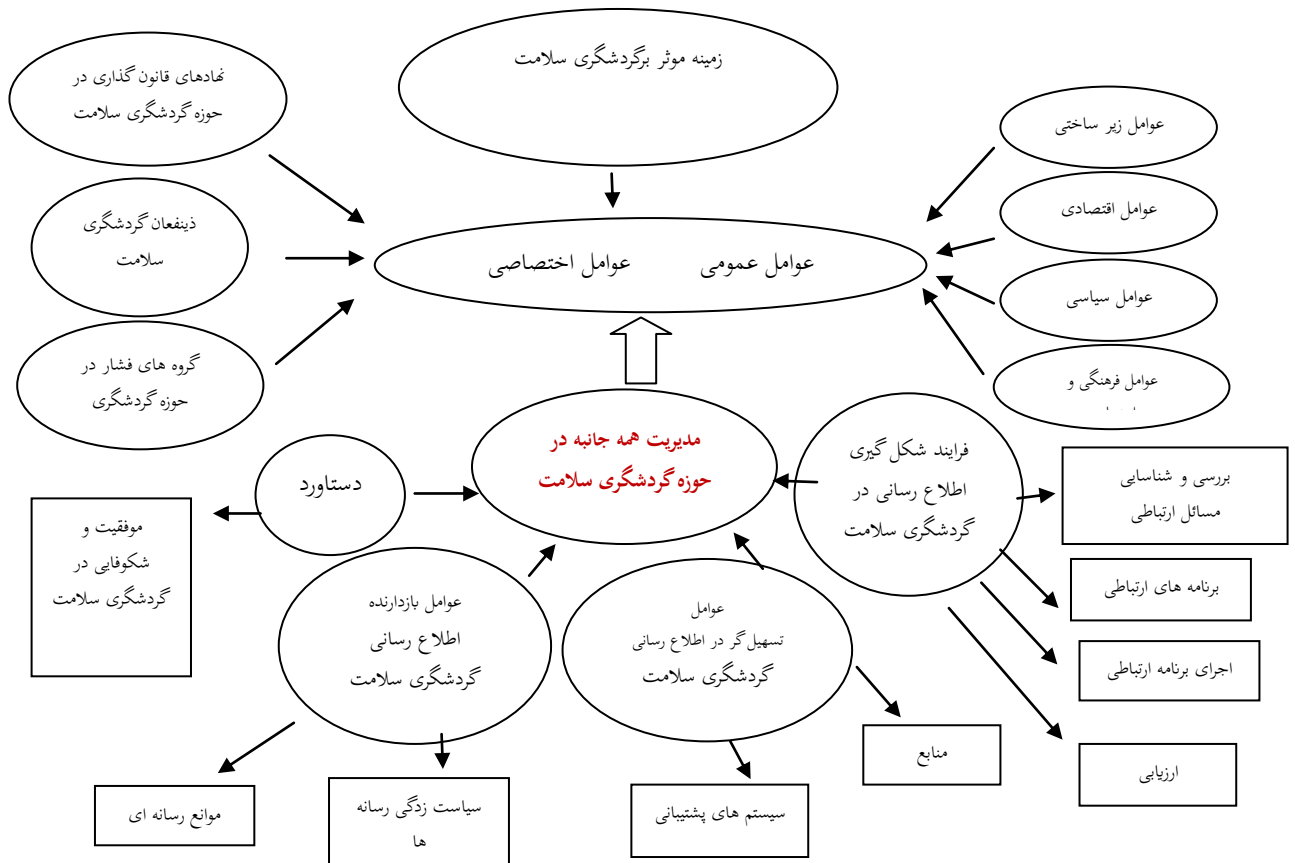 زمینه موثر برگردشگری سلامت
نهادهای قانون گذاری در
حوزه گردشگری سلامت
ذینفعان گردشگری
سلامت
گروه های فشار در
حوزه گردشگری
عوامل زیر ساختی
عوامل اقتصادی
عوامل سیاسی
عوامل فرهنگی و
عوامل عمومی عوامل اختصاصی
مدیریت همه جانبه در
حوزه گردشگری سلامت
فرایند شکل گیری
اطلاع رسانی در
گردشگری سلامت
بررسی و شناسایی
مسائل ارتباطی
برنامه های ارتباطی
اجرای برنامه ارتباطی
ارزیابی
دستاورد
موفقیت و
شکوفایی در
گردشگری سلامت
عوامل
تسهیل گر در اطلاع رسانی
گردشگری سلامت
منابع
سیستم های پشتیبانی
عوامل بازدارنده
اطلاع رسانی
گردشگری سلامت
سیاست زدگی رسانه
ها
موانع رسانه ای